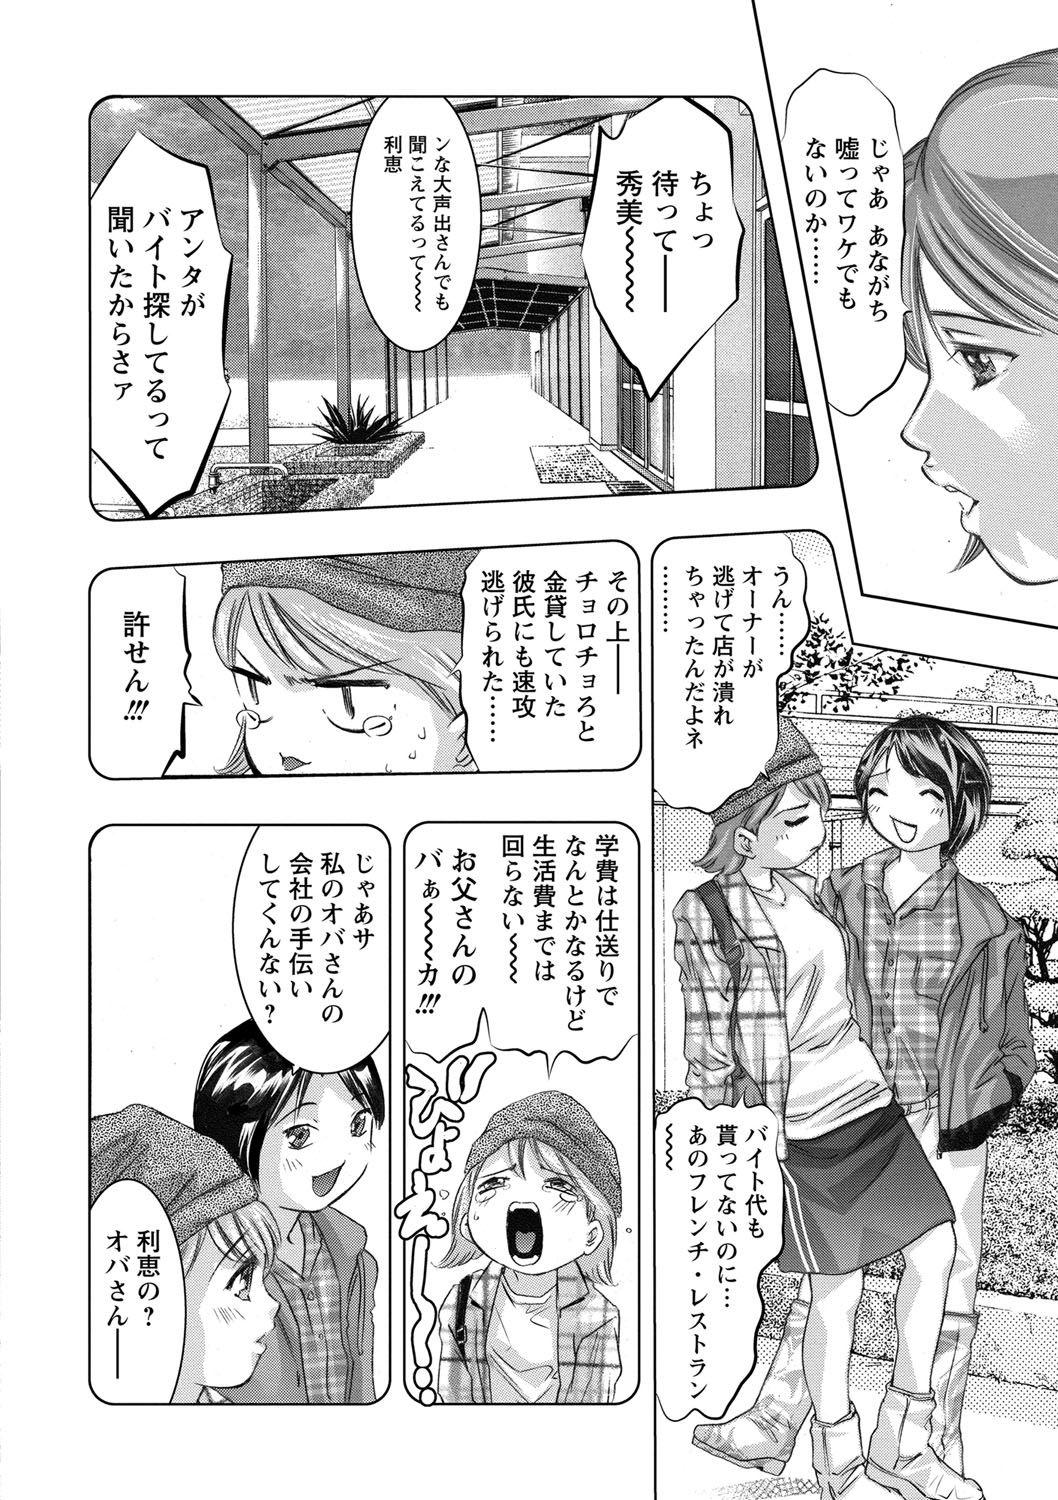 じゃあ あながち
嘘ってワケでも
ないのか……
ちょっ
待って──
秀美〜〜〜
ンな大声出さんでも
聞こえてるって〜〜
利恵
アンタが
バイト探してるって
聞いたからさァ
うん……
オーナーが
逃げて店が潰れ
ちゃったんだよネ
…………
バイト代も
貰ってないのに…
あのフレンチ・レストラン
〜〜
その上──
チョロチョろと
金貸していた
彼氏にも速攻
逃げられた……
許せん!!!
学費は仕送りで
なんとかなるけど
生活費までは
回らない〜〜
お父さんの
バぁ〜〜カ!!!
びょえ〜〜…
じゃあサ
私のオバさんの
会社の手伝い
してくんない?
利恵の?
オバさん──